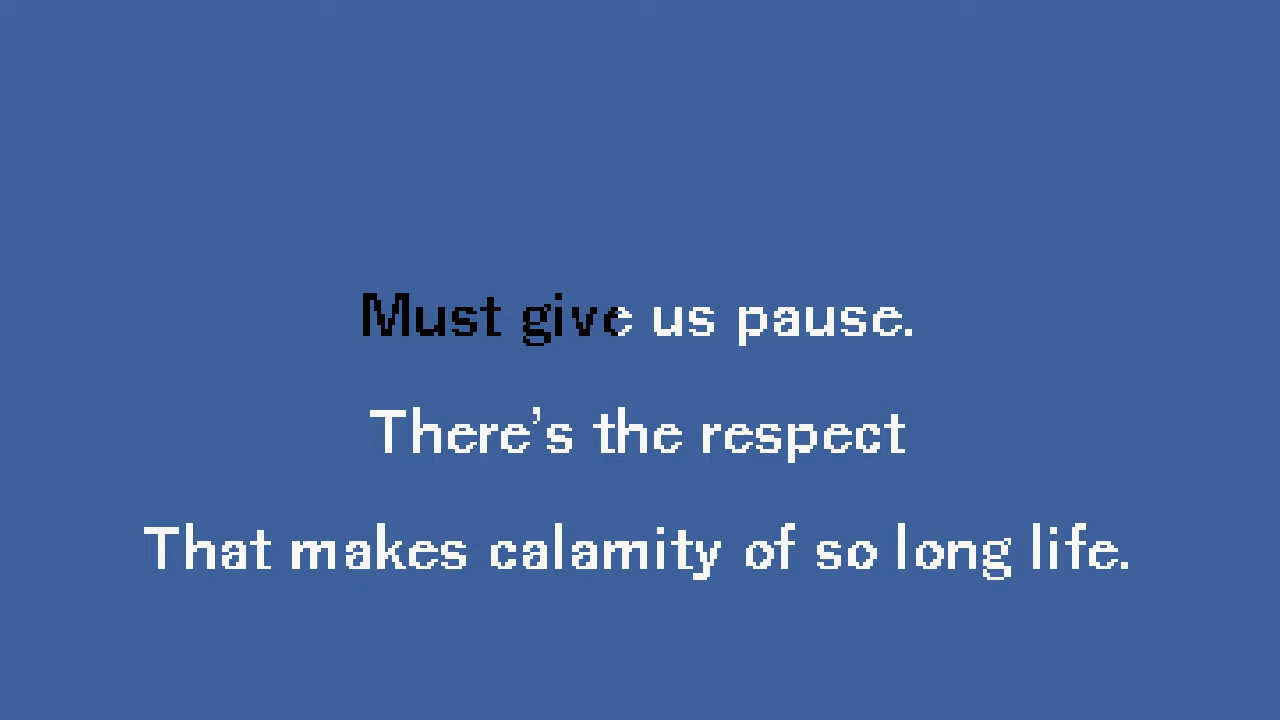 Must give us pause.
There's the respect
That makes calamity of so long life.